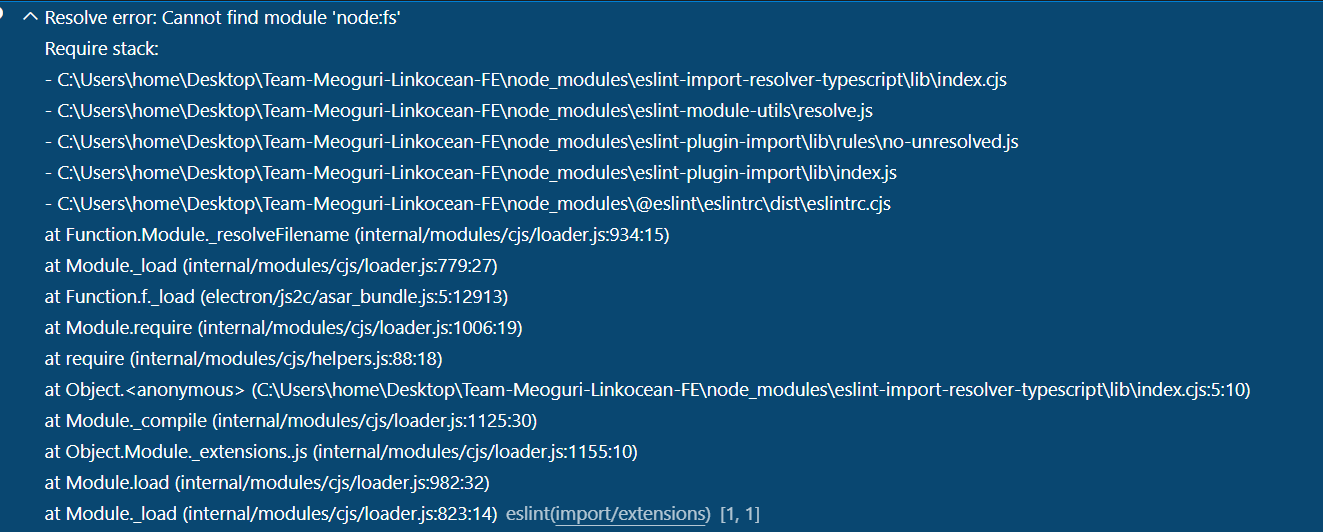 Resolve error: Cannot find module 'node:fs'
Require stack:
- C:\Users\home\Desktop\Team-Meoguri-Linkocean-FE\node_modules\eslint-import-resolver-typescript\lib\index.cjs
- C:\Users\home\Desktop\Team-Meoguri-Linkocean-FE\node_modules\eslint-module-utils\resolve.js
- C:\Users\home\Desktop\Team-Meoguri-Linkocean-FE\node_modules\eslint-plugin-import\lib\rules\no-unresolved.js
- C:\Users\home\Desktop\Team-Meoguri-Linkocean-FE\node_modules\eslint-plugin-import\lib\index.js
- C:\Users\home\Desktop\Team-Meoguri-Linkocean-FE\node_modules\@eslint\eslintrc\dist\eslintrc.cjs
at Function.Module._resolveFilename (internal/modules/cjs/loader.js:934:15)
at Module._load (internal/modules/cjs/loader.js:779:27)
at Function.f._load (electron/js2c/asar_bundle.js:5:12913)
at Module.require (internal/modules/cjs/loader.js:1006:19)
at require (internal/modules/cjs/helpers.js:88:18)
at Object.<anonymous> (C:\Users\home\Desktop\Team-Meoguri-Linkocean-FE\node_modules\eslint-import-resolver-typescript\lib\index.cjs:5:10)
at Module._compile (internal/modules/cjs/loader.js:1125:30)
at Object.Module._extensions..js (internal/modules/cjs/loader.js:1155:10)
at Module.load (internal/modules/cjs/loader.js:982:32)
at Module._load (internal/modules/cjs/loader.js:823:14) eslint(import/extensions) [1, 1]